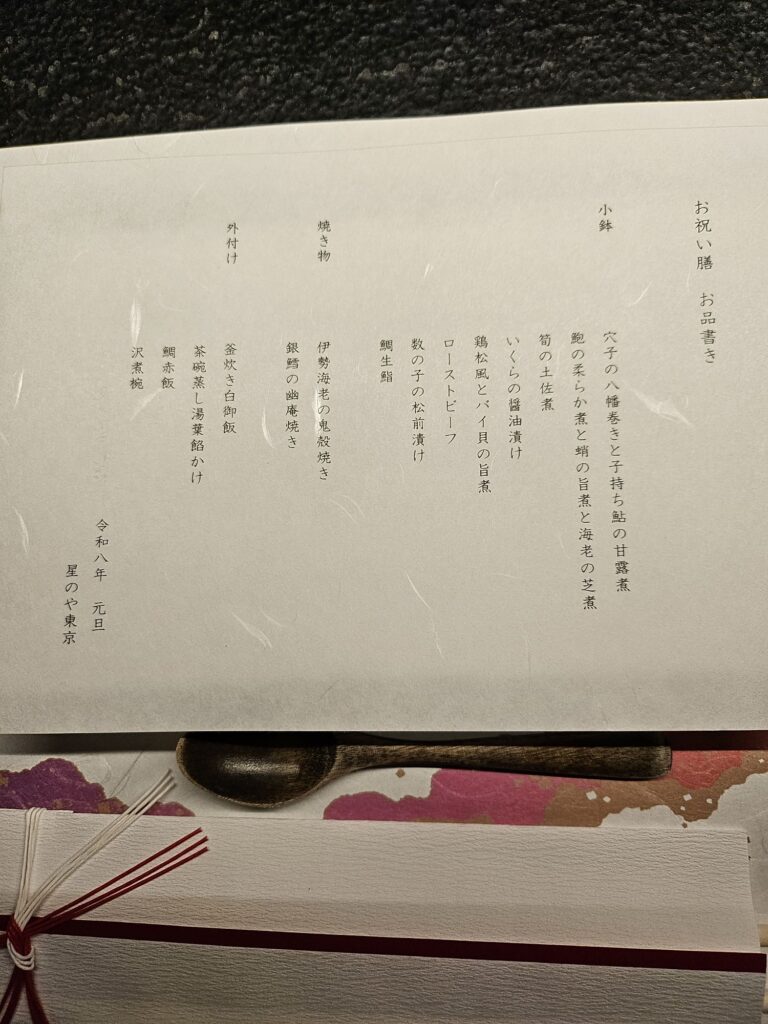 お祝い膳　お品書き
小鉢
穴子の八幡巻きと子持ち鮎の甘露煮
鮑の柔らか煮と蛸の旨煮と海老の芝煮
筍の土佐煮
いくらの醤油漬け
鶏松風とバイ貝の旨煮
ローストビーフ
数の子の松前漬け
鯛生鮨
焼き物
伊勢海老の鬼殻焼き
銀鱈の幽庵焼き
外付け
釜炊き白御飯
茶碗蒸し湯葉餡かけ
鯛赤飯
沢煮椀
令和八年　元旦
星のや東京